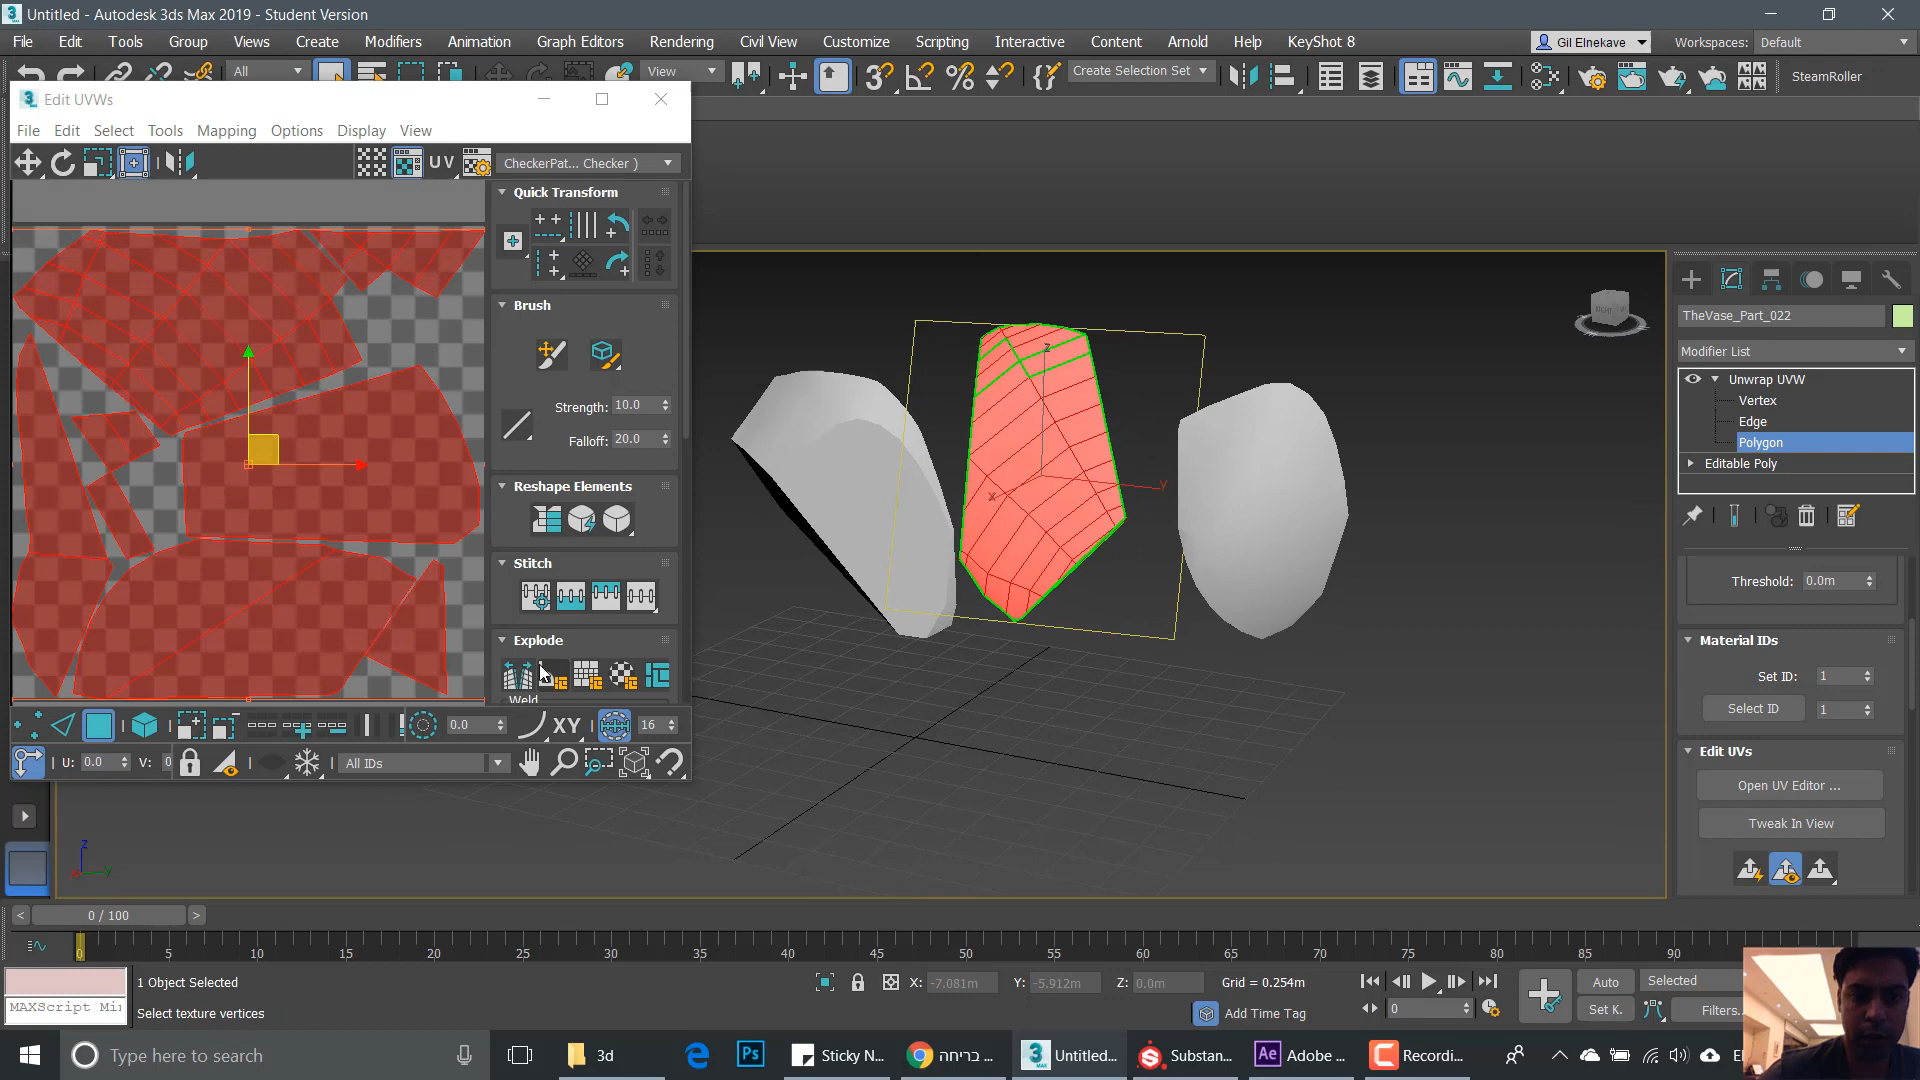 Untitled - Autodesk 3ds Max 2019 - Student Version
File Edit Tools Group Views Create Modifiers Animation Graph Editors Rendering Civil View Customize Scripting Interactive Content Arnold Help KeyShot 8
Gil Elnekave
Workspaces: Default
All
View
Create Selection Set
SteamRoller
Edit UVWs
File Edit Select Tools Mapping Options Display View
UV
CheckerPat... Checker )
Quick Transform
Brush
Strength: 10.0
Falloff: 20.0
Reshape Elements
Stitch
Explode
Weld
0.0
XY
16
U: 0.0 V: 0
All IDs
z
x
y
z
x
y
TheVase_Part_022
Modifier List
Unwrap UVW
Vertex
Edge
Polygon
Editable Poly
Threshold: 0.0m
Material IDs
Set ID: 1
Select ID 1
Edit UVs
Open UV Editor ...
Tweak In View
< 0 / 100 >
0 5 10 15 20 25 30 35 40 45 50 55 60 65 70 75 80 85 90
MAXScript Mi
1 Object Selected
Select texture vertices
X: -7.081m Y: -5.912m Z: 0.0m Grid = 0.254m
Add Time Tag
0
Auto Selected
Set K. Filters..
Type here to search
3d
Ps
Sticky N...
בריחה ...
Untitled...
Substan...
Ae Adobe ...
Recordi...